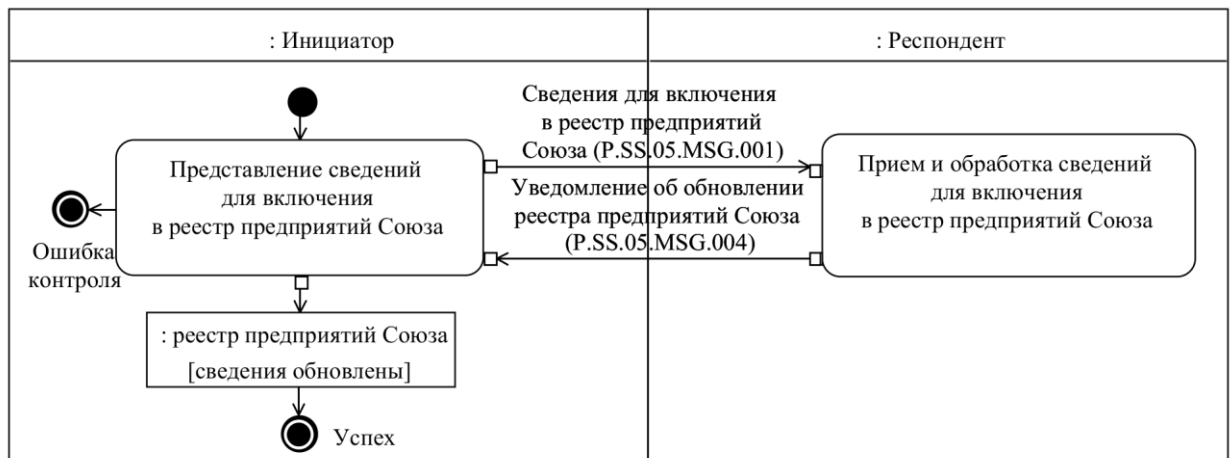 : Инициатор
: Респондент
Сведения для включения
в реестр предприятий
Союза (P.SS.05.MSG.001)
Представление сведений
для включения
в реестр предприятий Союза
Прием и обработка сведений
для включения
в реестр предприятий Союза
Уведомление об обновлении
реестра предприятий Союза
(P.SS.05.MSG.004)
Ошибка
контроля
: реестр предприятий Союза
[сведения обновлены]
Успех